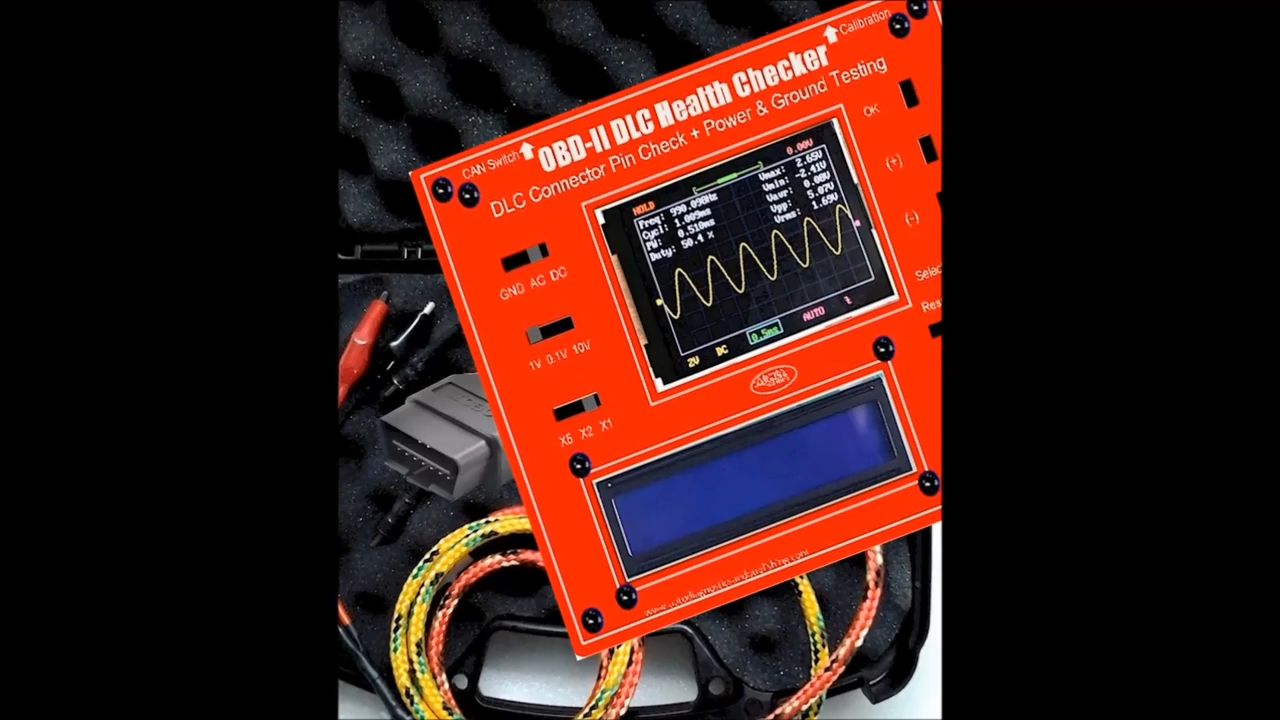 CAN Switch
Calibration
OBD-II DLC Health Checker
DLC Connector Pin Check + Power & Ground Testing
OK
(+)
(-)
HOLD
0.00V
Freq: 990.098Hz
Cycl: 1.009ms
PW: 0.510ms
Duty: 50.4 %
Vmax: 2.65V
Vmin: -2.41V
Vavr: 0.08V
Vpp: 5.07V
Vrms: 1.69V
2V DC 0.5ms AUTO
GND AC DC
1V 0.1V 10V
X5 X2 X1